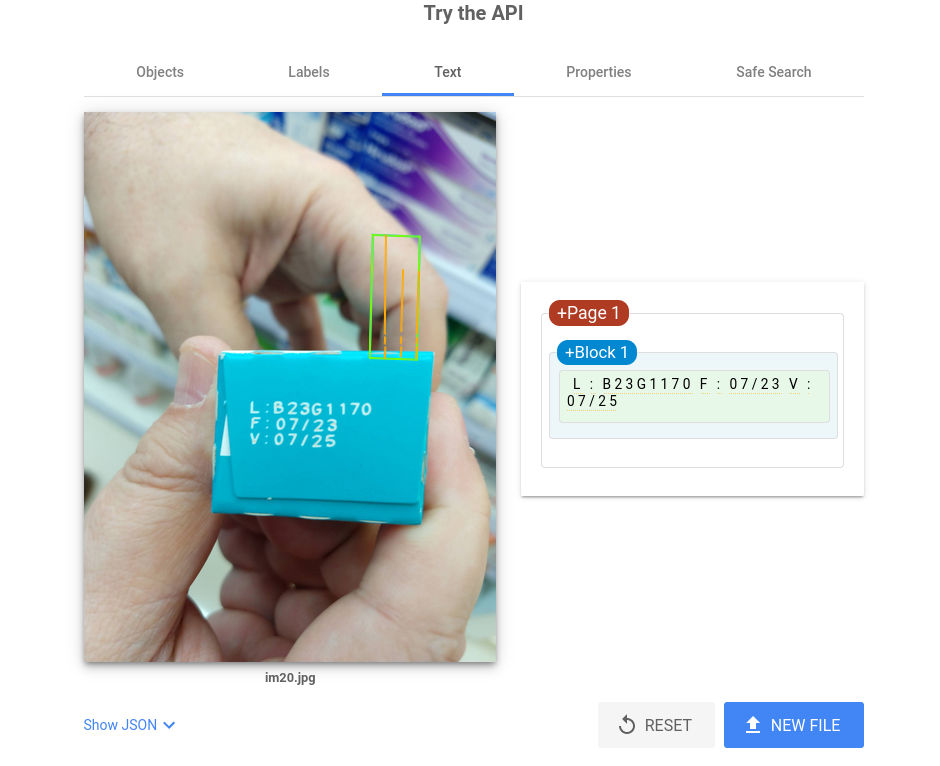 Try the API
Objects
Labels
Text
Properties
Safe Search
L:B23G1170
F:07/23
V:07/25
+Page 1
+Block 1
L : B23G1170 F : 07/23 V :
07/25
im20.jpg
Show JSON
RESET
NEW FILE